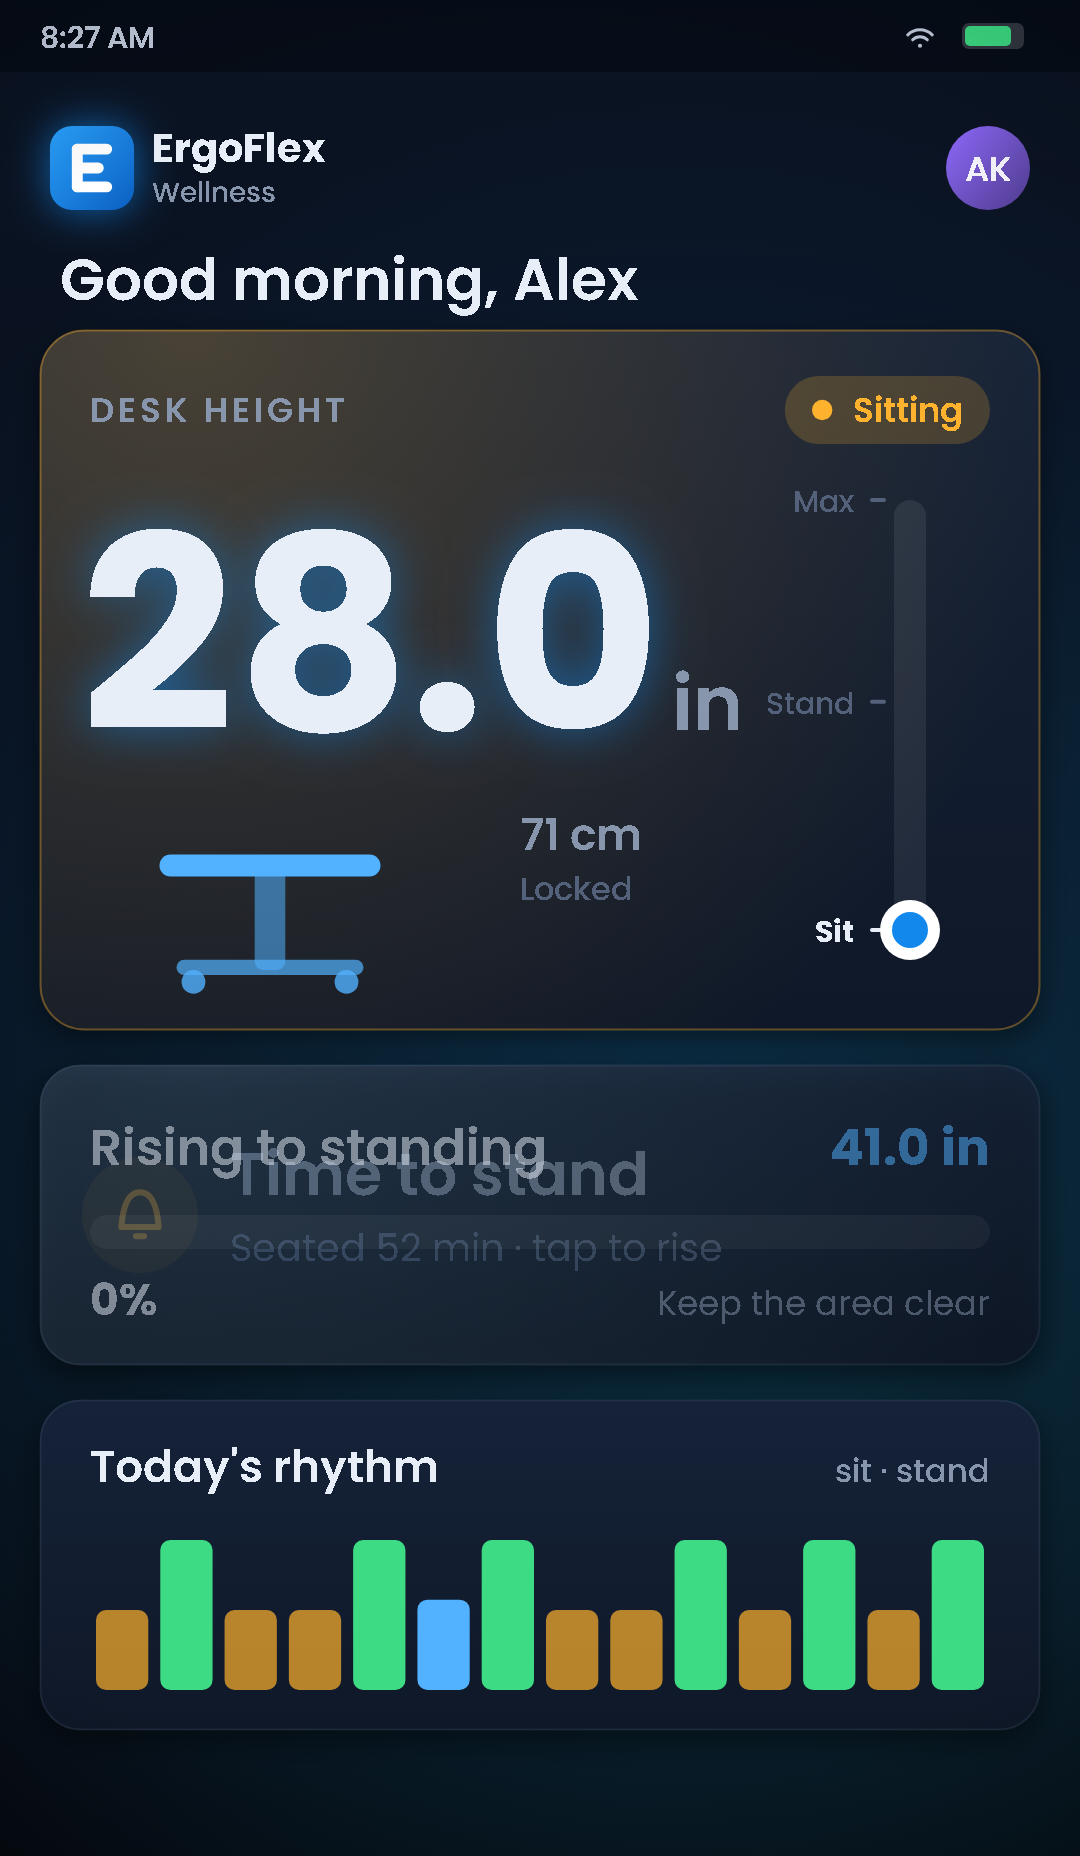 8:27 AM
E
ErgoFlex
Wellness
AK
Good morning, Alex
DESK HEIGHT
Sitting
Max
28.0 in
Stand
71 cm
Locked
Sit
Rising to standing
41.0 in
Time to stand
Seated 52 min · tap to rise
0%
Keep the area clear
Today's rhythm
sit · stand